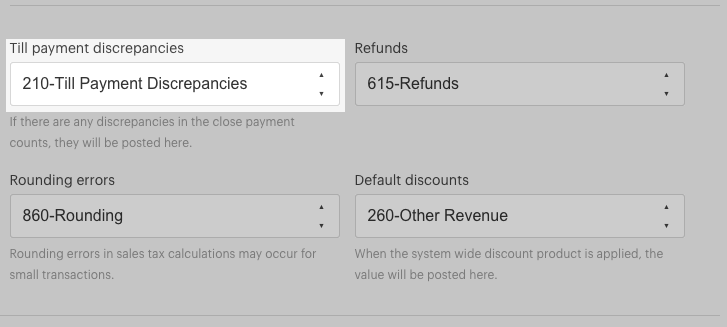 Till payment discrepancies
Refunds
210-Till Payment Discrepancies
615-Refunds
If there are any discrepancies in the close payment
counts, they will be posted here.
Rounding errors
Default discounts
860-Rounding
260-Other Revenue
Rounding errors in sales tax calculations may occur for
small transactions.
When the system wide discount product is applied, the
value will be posted here.